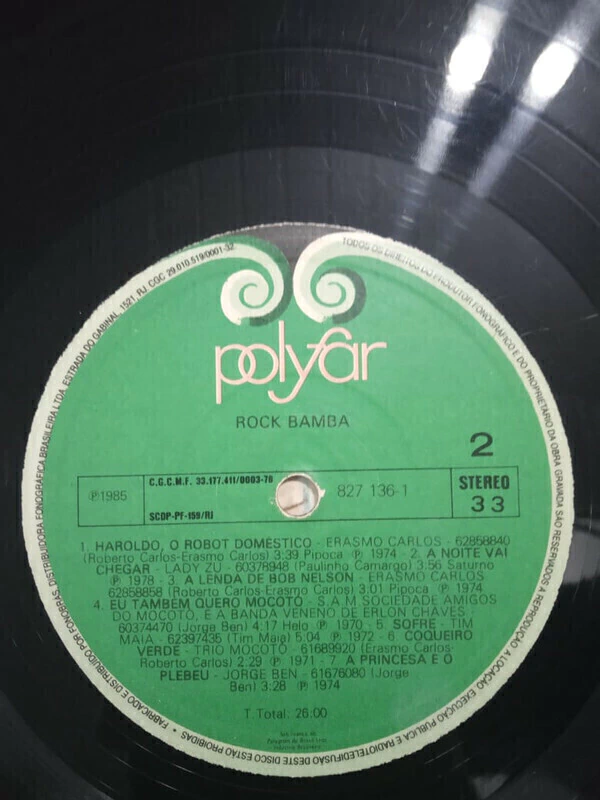 polyfar
ROCK BAMBA
2
℗1985
C.G.C.M.F. 33.177.411/0003-78
SCDP-PF-159/RJ
827 136-1
STEREO
33
1. HAROLDO, O ROBOT DOMÉSTICO - ERASMO CARLOS - 62858840
(Roberto Carlos-Erasmo Carlos) 3:39 Pipoca ℗ 1974 - 2. A NOITE VAI
CHEGAR - LADY ZU - 60378948 (Paulinho Camargo) 3:56 Saturno
℗ 1978 - 3. A LENDA DE BOB NELSON - ERASMO CARLOS -
62858858 (Roberto Carlos-Erasmo Carlos) 3:01 Pipoca ℗ 1974
4. EU TAMBÉM QUERO MOCOTÓ - S.A.M SOCIEDADE AMIGOS
DO MOCOTÓ, E A BANDA VENENO DE ERLON CHAVES -
60374470 (Jorge Ben) 4:17 Helo ℗ 1970 - 5. SOFRE - TIM
MAIA - 62397435 (Tim Maia) 5:04 ℗ 1972 - 6. COQUEIRO
VERDE - TRIO MOCOTÓ - 61689920 (Erasmo Carlos-
Roberto Carlos) 2:29 ℗ 1971 - 7. A PRINCESA E O
PLEBEU - JORGE BEN - 61676080 (Jorge
Ben) 3:28 ℗ 1974
T. Total: 26:00
FABRICADO E DISTRIBUIDO POR FONOBRÁS DISTRIBUIDORA FONOGRÁFICA BRASILEIRA LTDA. ESTRADA DO GABINAL, 1521, RJ. CGC 29.010.519/0001-32
TODOS OS DIREITOS DO PRODUTOR FONOGRÁFICO E DO PROPRIETÁRIO DA OBRA GRAVADA SÃO RESERVADOS A REPRODUÇÃO, A LOCAÇÃO, EXECUÇÃO PÚBLICA E RADIOTELEDIFUSÃO DESTE DISCO ESTÃO PROIBIDAS -